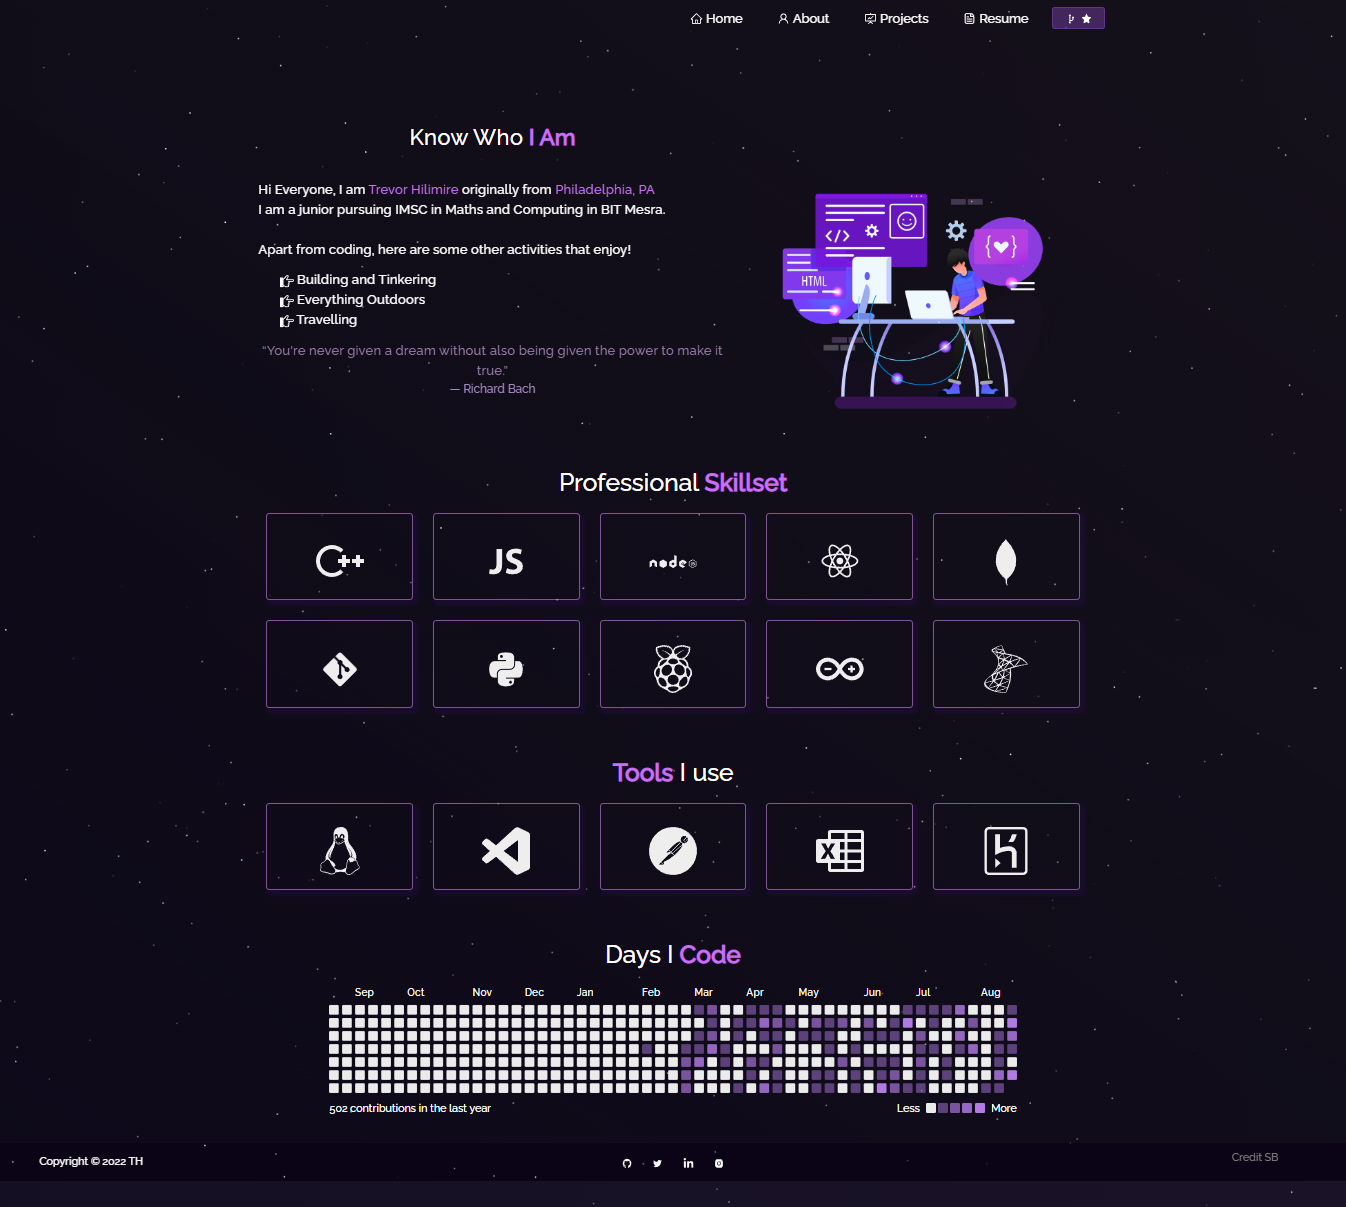 Home About Projects Resume
Know Who I Am
Hi Everyone, I am Trevor Hilimire originally from Philadelphia, PA
I am a junior pursuing IMSC in Maths and Computing in BIT Mesra.
Apart from coding, here are some other activities that enjoy!
Building and Tinkering
Everything Outdoors
Travelling
"You're never given a dream without also being given the power to make it
true."
— Richard Bach
</>
HTML
{ }
Professional Skillset
C++
JS
node JS
Tools I use
X
Days I Code
Sep Oct Nov Dec Jan Feb Mar Apr May Jun Jul Aug
502 contributions in the last year
Less More
Copyright © 2022 TH
in
Credit SB